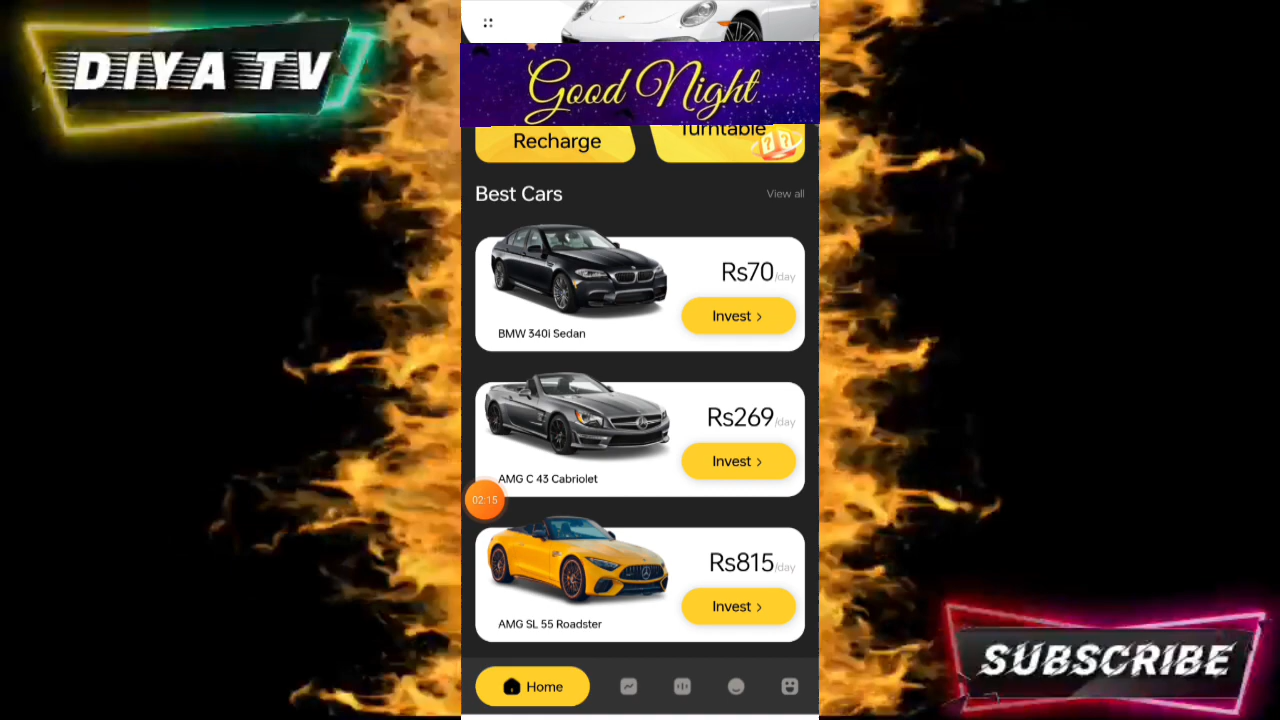 DIYA TV
Good Night
Recharge
Turntable
Best Cars
View all
Rs70/day
Invest >
BMW 340i Sedan
Rs269/day
Invest >
AMG C 43 Cabriolet
02:15
Rs815/day
Invest >
AMG SL 55 Roadster
Home
SUBSCRIBE